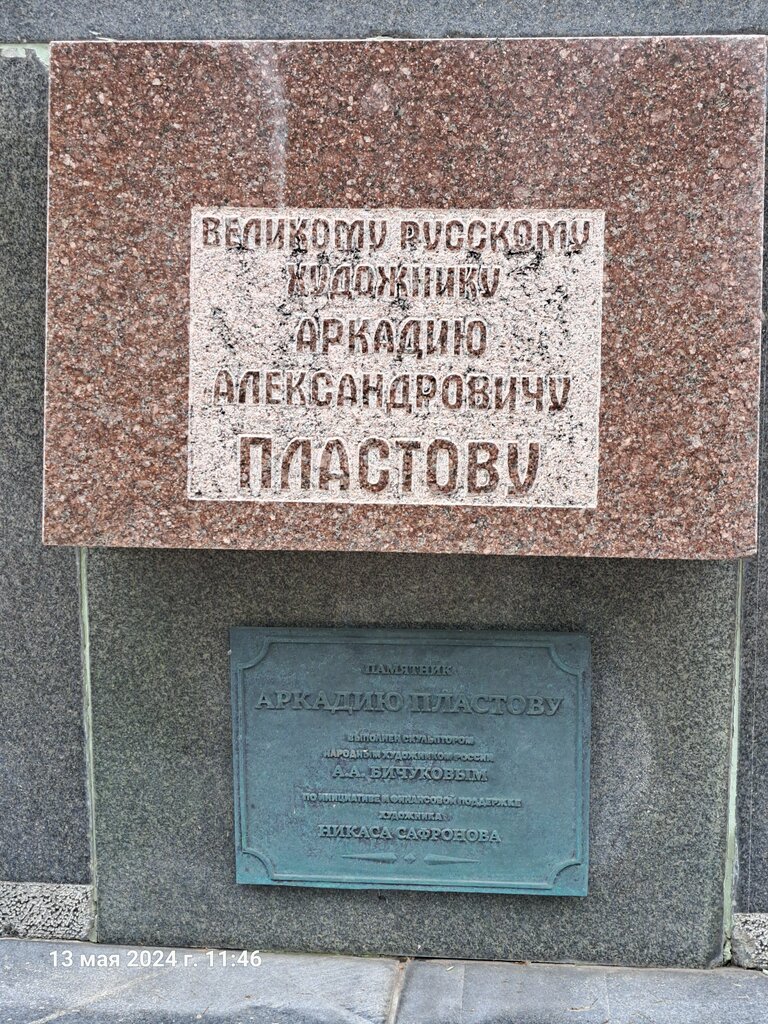 ВЕЛИКОМУ РУССКОМУ
ХУДОЖНИКУ
АРКАДИЮ
АЛЕКСАНДРОВИЧУ
ПЛАСТОВУ
ПАМЯТНИК
АРКАДИЮ ПЛАСТОВУ
ВЫПОЛНЕН СКУЛЬПТОРОМ
НАРОДНЫМ ХУДОЖНИКОМ РОССИИ
А.А. БИЧУКОВЫМ
ПО ИНИЦИАТИВЕ И ФИНАНСОВОЙ ПОДДЕРЖКЕ
ХУДОЖНИКА
НИКАСА САФРОНОВА
13 мая 2024 г. 11:46